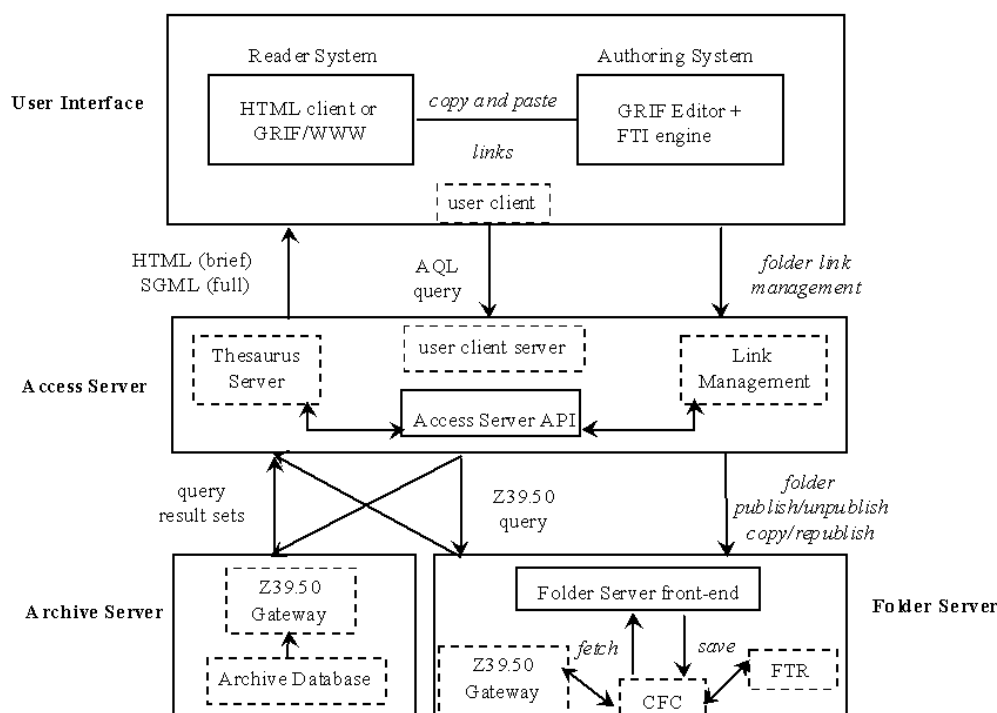 Reader System
Authoring System
User Interface
HTML client or
GRIF/WWW
copy and paste
links
GRIF Editor +
FTI engine
user client
HTML (brief)
SGML (full)
AQL
query
folder link
management
Access Server
Thesaurus
Server
user client server
Link
Management
Access Server API
query
result sets
Z39.50
query
folder
publish/unpublish
copy/republish
Archive Server
Z39.50
Gateway
Archive Database
Folder Server front-end
Folder Server
fetch
save
Z39.50
Gateway
CFC
FTR